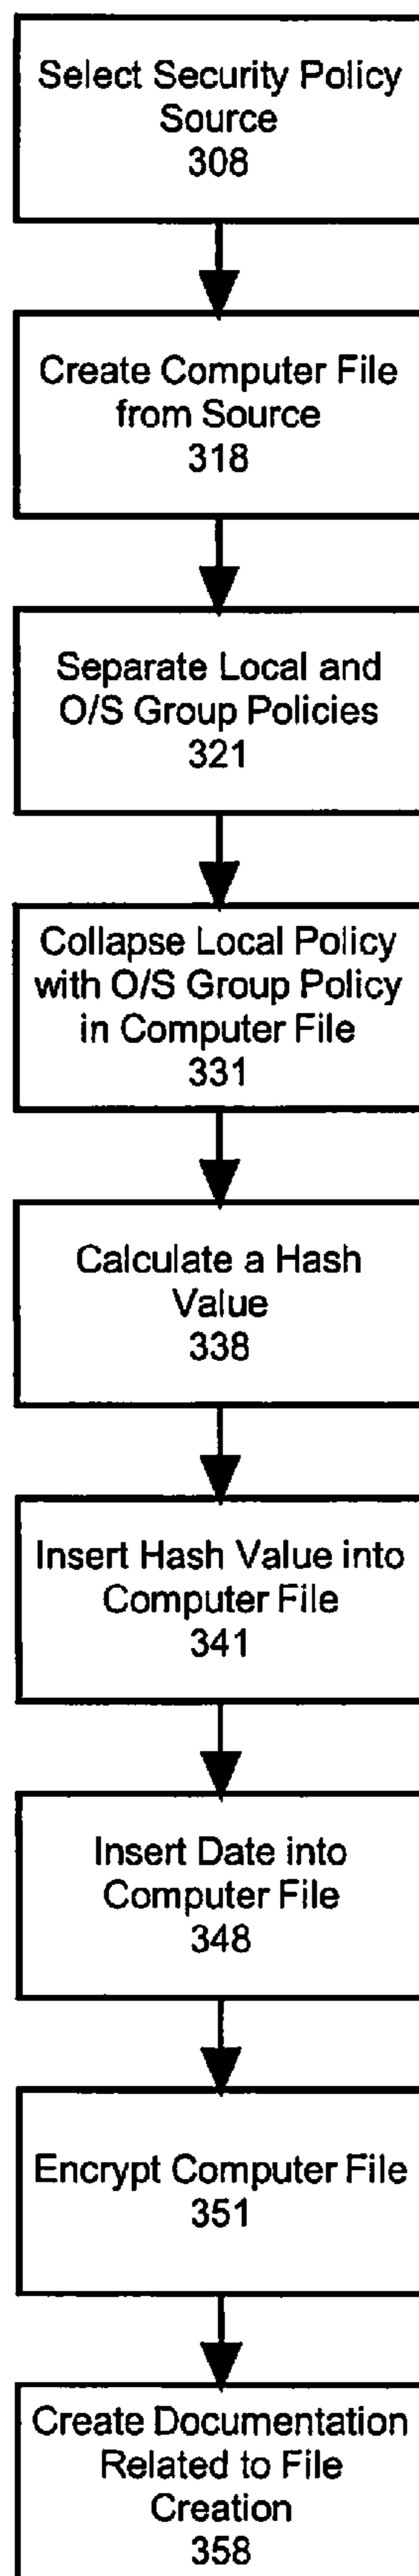 Select Security Policy
Source
308
Create Computer File
from Source
318
Separate Local and
O/S Group Policies
321
Collapse Local Policy
with O/S Group Policy
in Computer File
331
Calculate a Hash
Value
338
Insert Hash Value into
Computer File
341
Insert Date into
Computer File
348
Encrypt Computer File
351
Create Documentation
Related to File
Creation
358